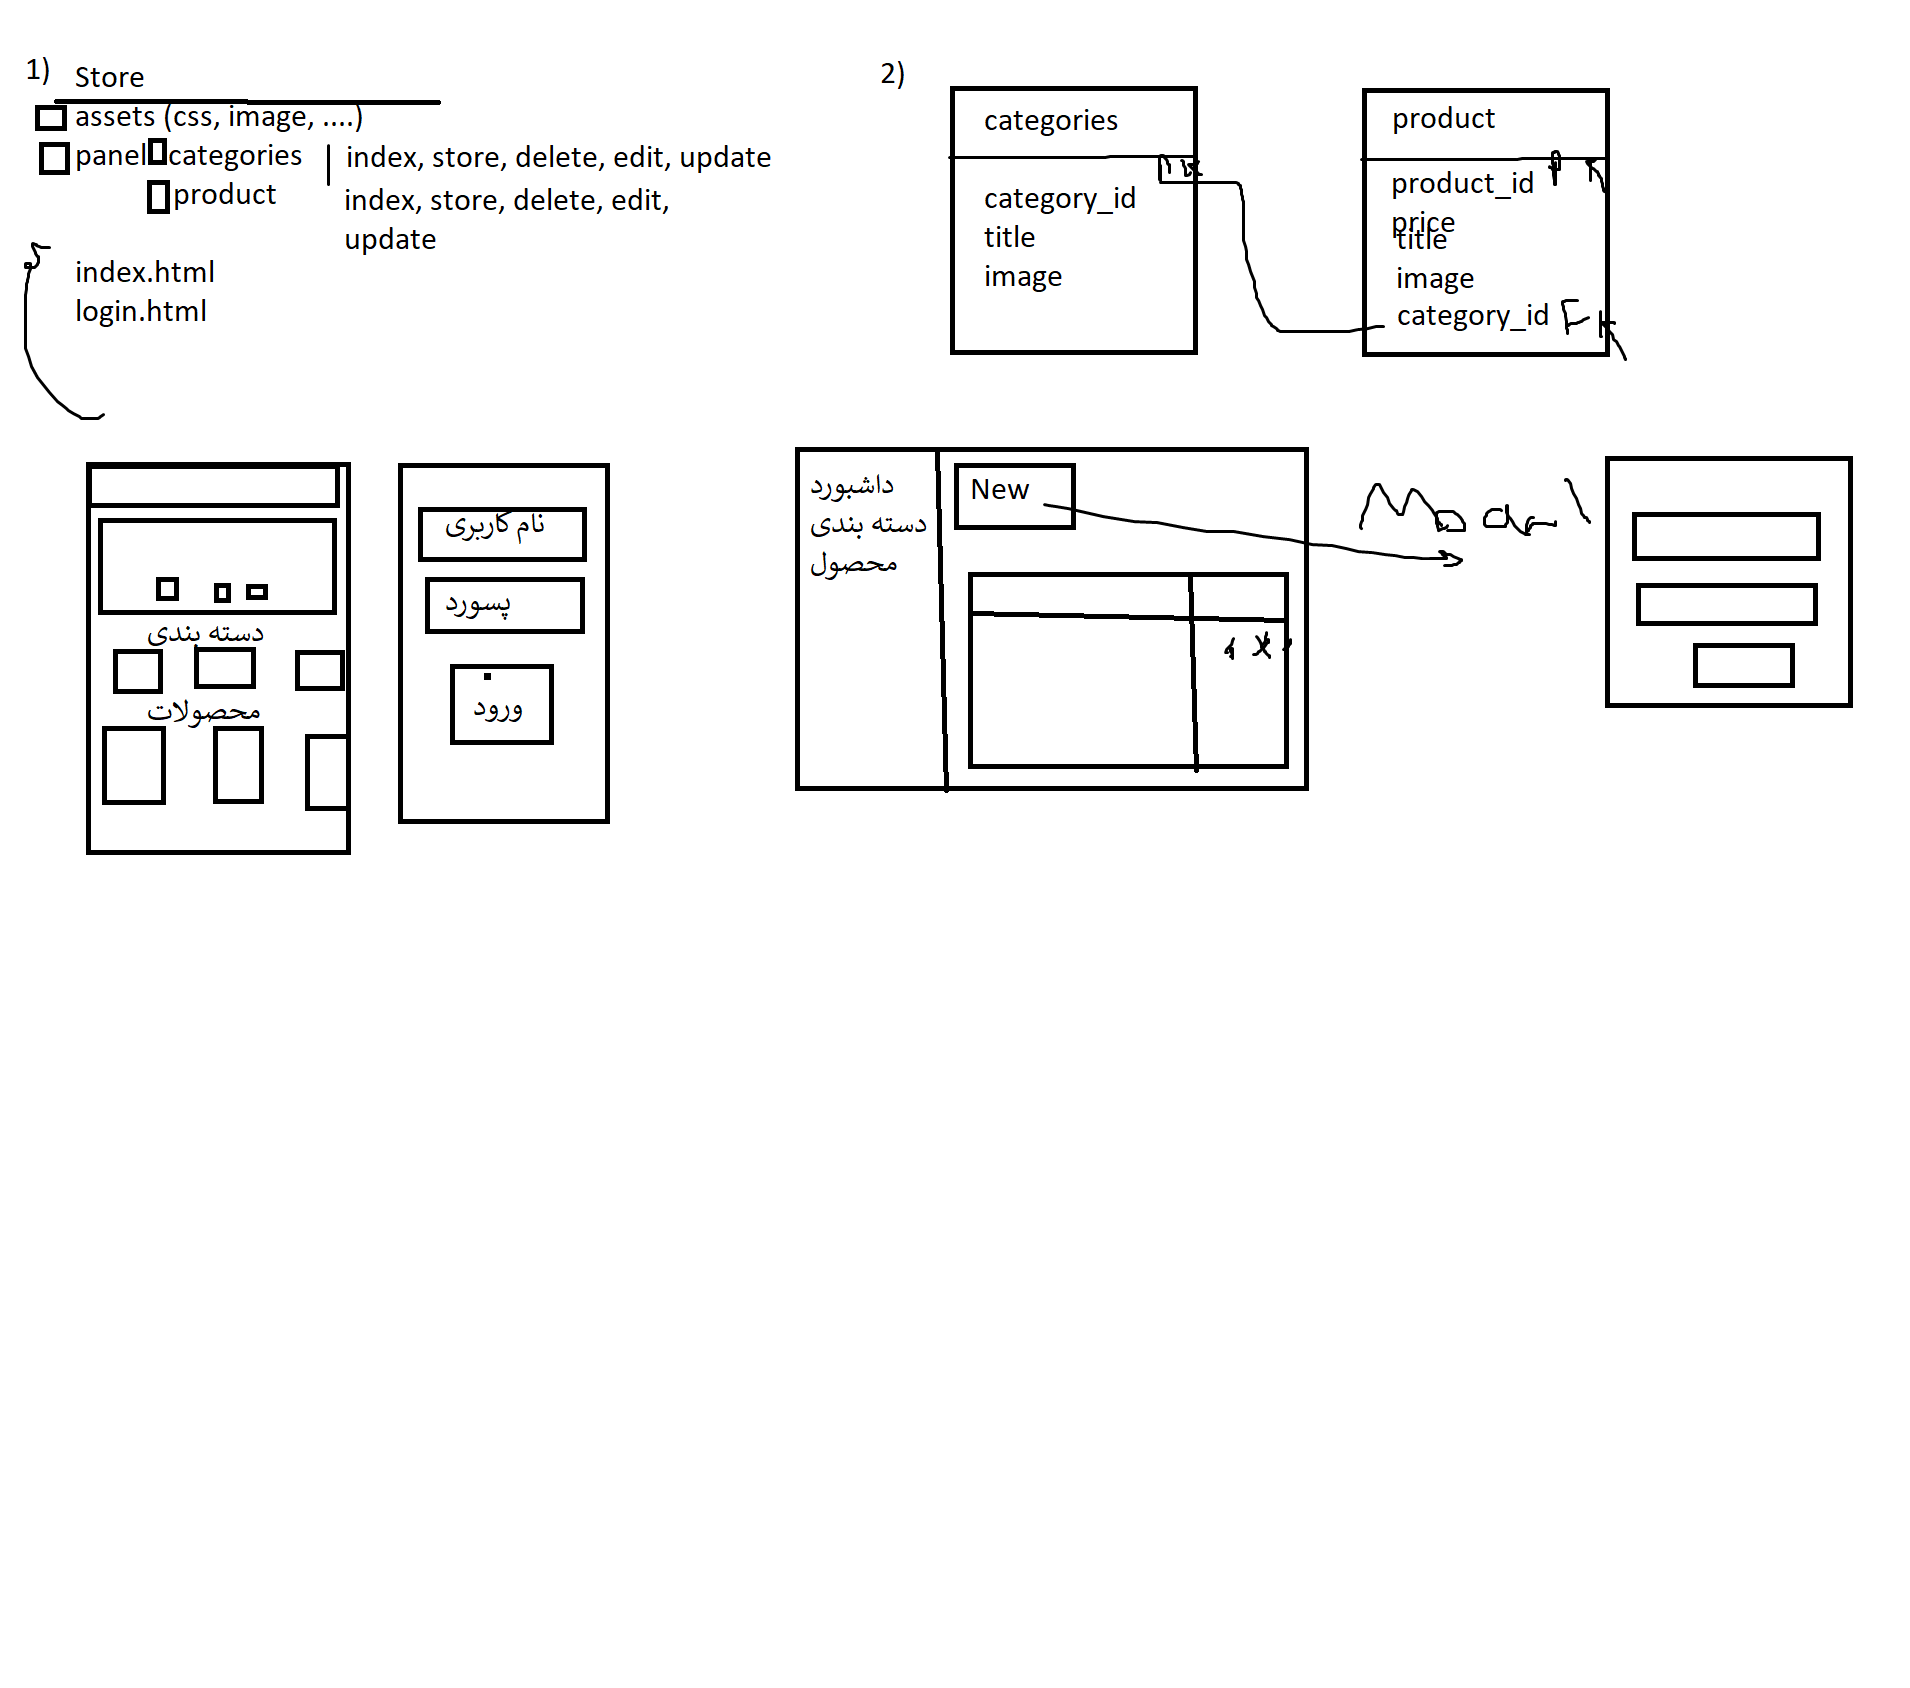 1)
Store
assets (css, image, ....)
panel categories | index, store, delete, edit, update
product index, store, delete, edit,
update
index.html
login.html
2)
categories
category_id
title
image
product
product_id
price
title
image
category_id FK
دسته بندی
محصولات
نام کاربری
پسورد
ورود
داشبورد
دسته بندی
محصول
New
Modal